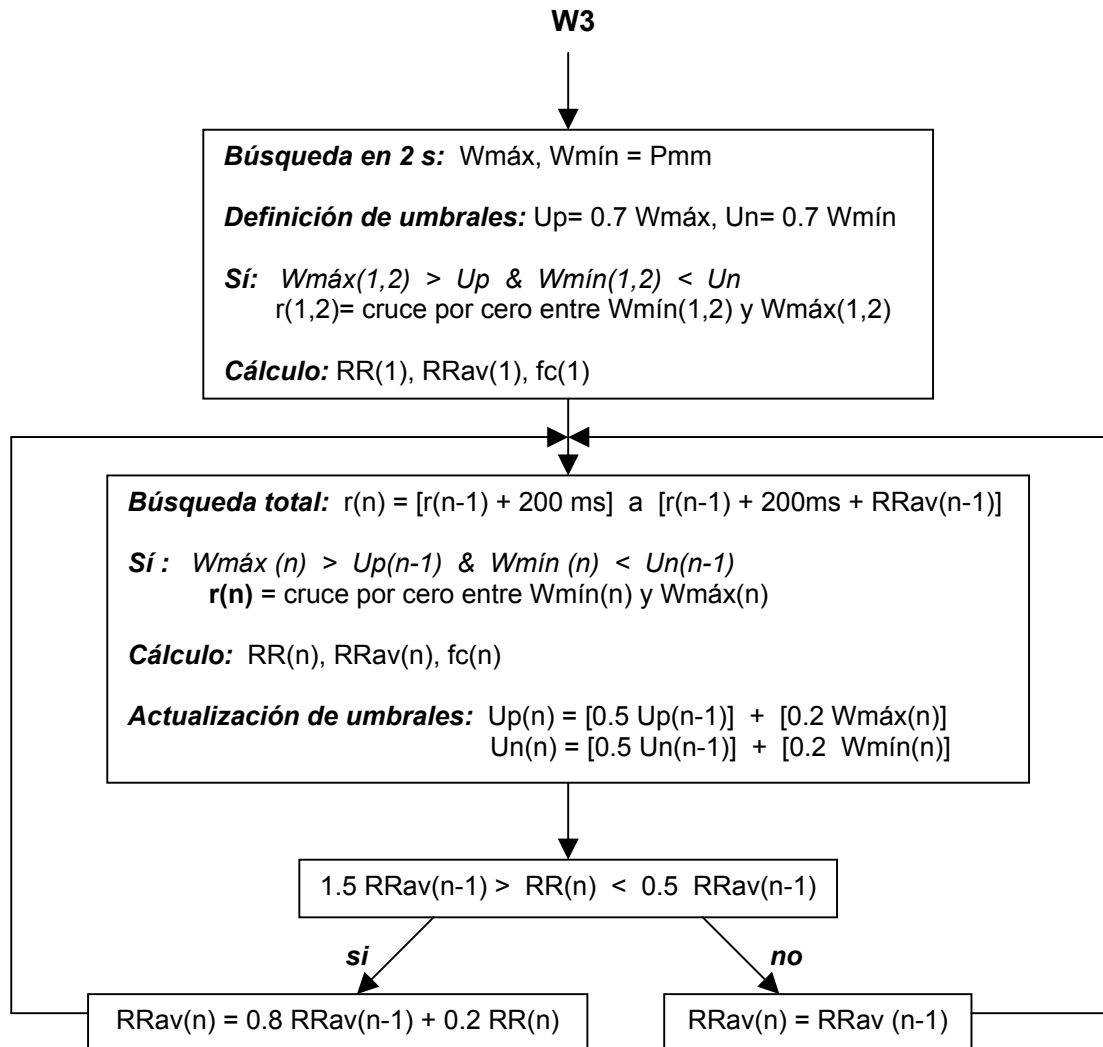 W3
Búsqueda en 2 s: Wmáx, Wmín = Pmm
Definición de umbrales: Up= 0.7 Wmáx, Un= 0.7 Wmín
Sí: Wmáx(1,2) > Up & Wmín(1,2) < Un
r(1,2)= cruce por cero entre Wmín(1,2) y Wmáx(1,2)
Cálculo: RR(1), RRav(1), fc(1)
Búsqueda total: r(n) = [r(n-1) + 200 ms] a [r(n-1) + 200ms + RRav(n-1)]
Sí : Wmáx (n) > Up(n-1) & Wmín (n) < Un(n-1)
r(n) = cruce por cero entre Wmín(n) y Wmáx(n)
Cálculo: RR(n), RRav(n), fc(n)
Actualización de umbrales: Up(n) = [0.5 Up(n-1)] + [0.2 Wmáx(n)]
Un(n) = [0.5 Un(n-1)] + [0.2 Wmín(n)]
1.5 RRav(n-1) > RR(n) < 0.5 RRav(n-1)
si
no
RRav(n) = 0.8 RRav(n-1) + 0.2 RR(n)
RRav(n) = RRav (n-1)